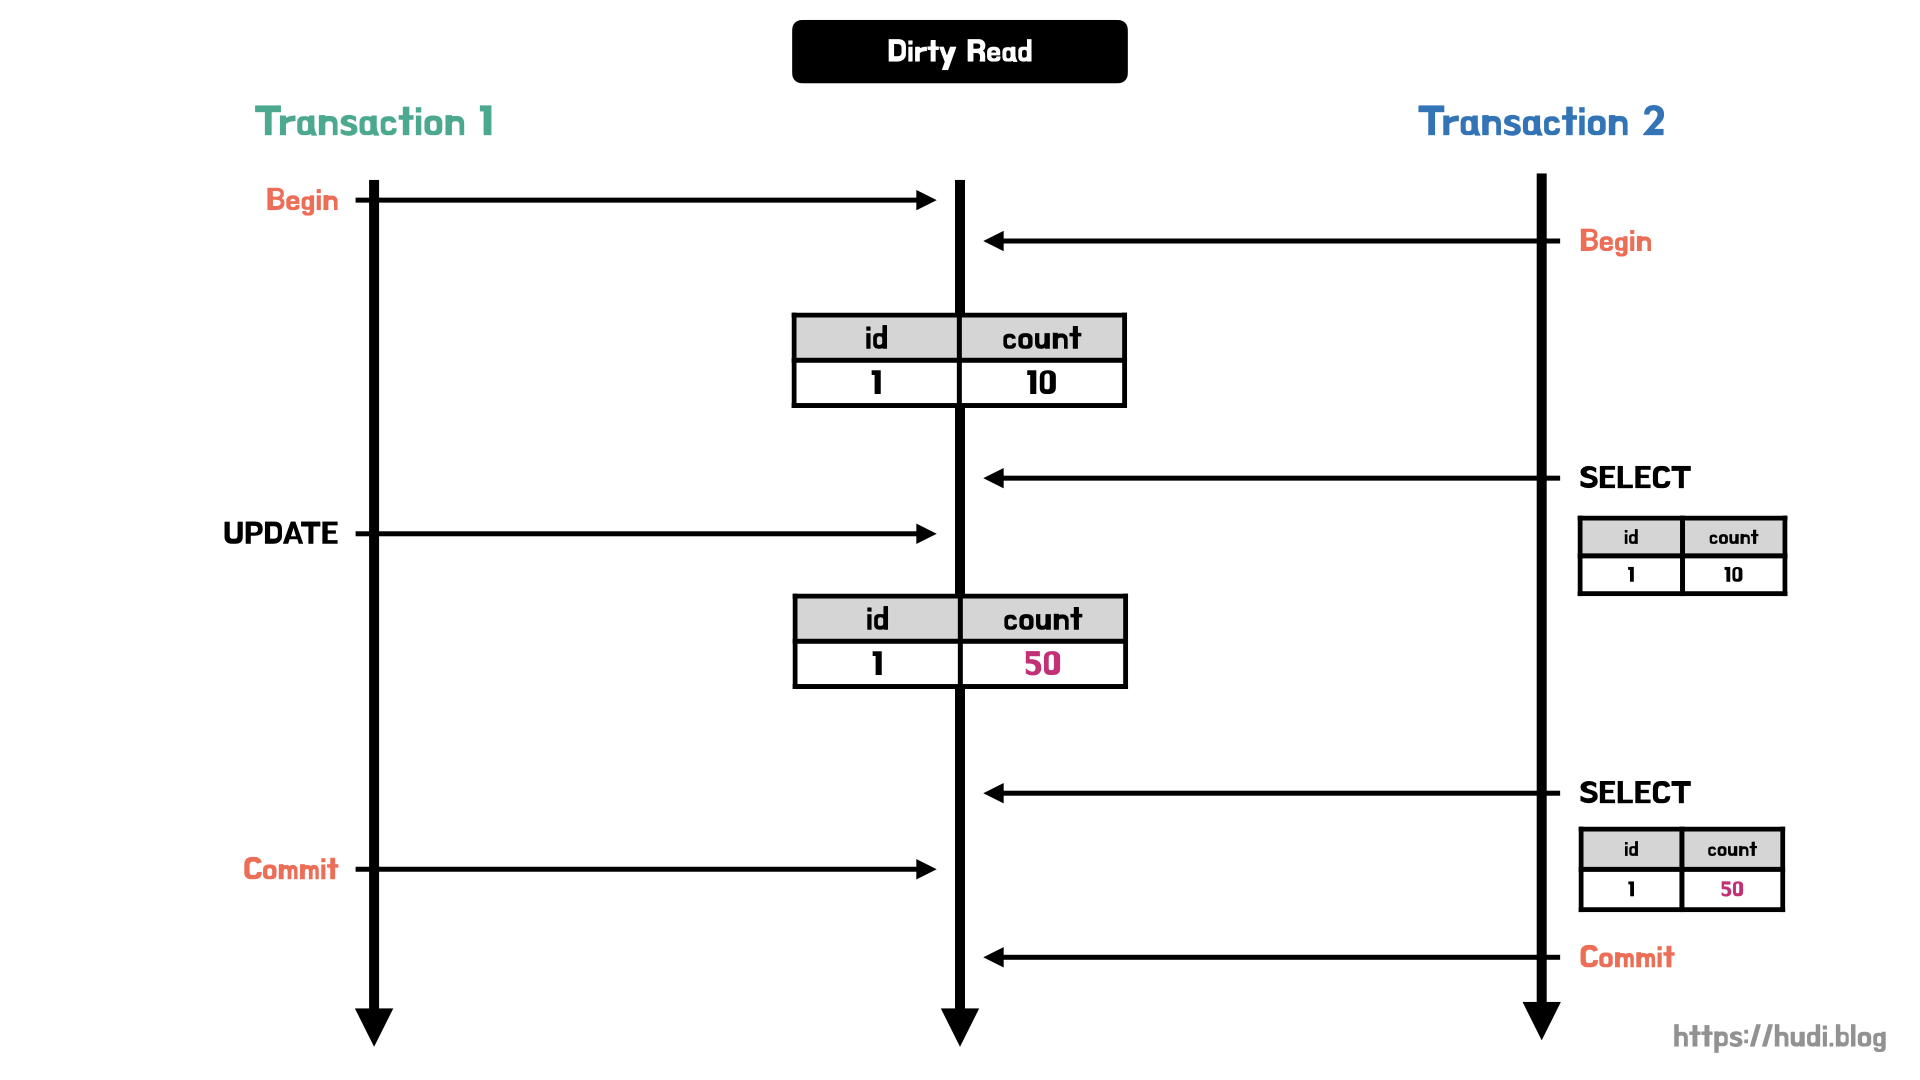 Dirty Read
Transaction 1
Transaction 2
Begin
Begin
id count
1 10
SELECT
UPDATE
id count
1 10
id count
1 50
SELECT
id count
1 50
Commit
Commit
https://hudi.blog